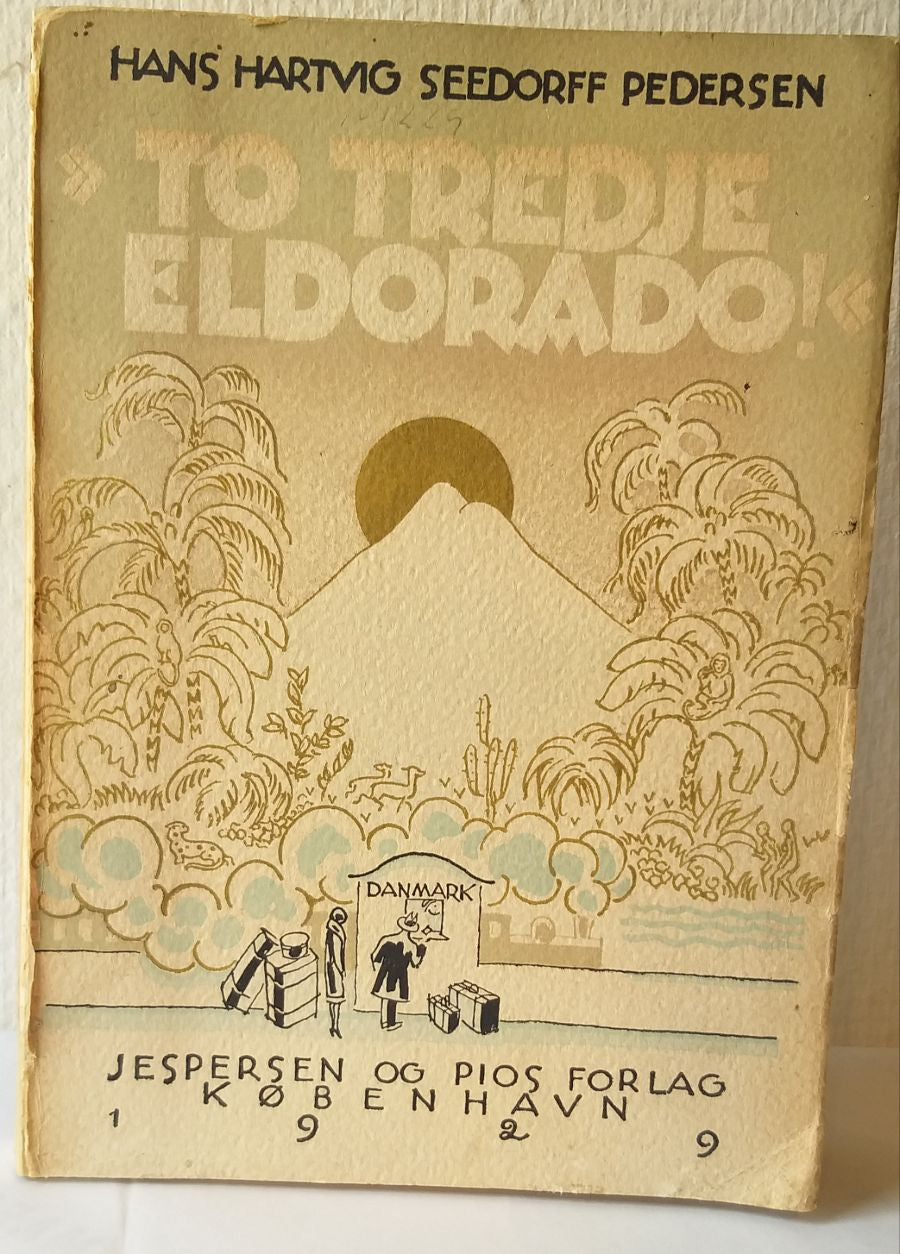 HANS HARTVIG SEEDORFF PEDERSEN
» TO TREDJE
ELDORADO! «
DANMARK
JESPERSEN OG PIOS FORLAG
KØBENHAVN
1929